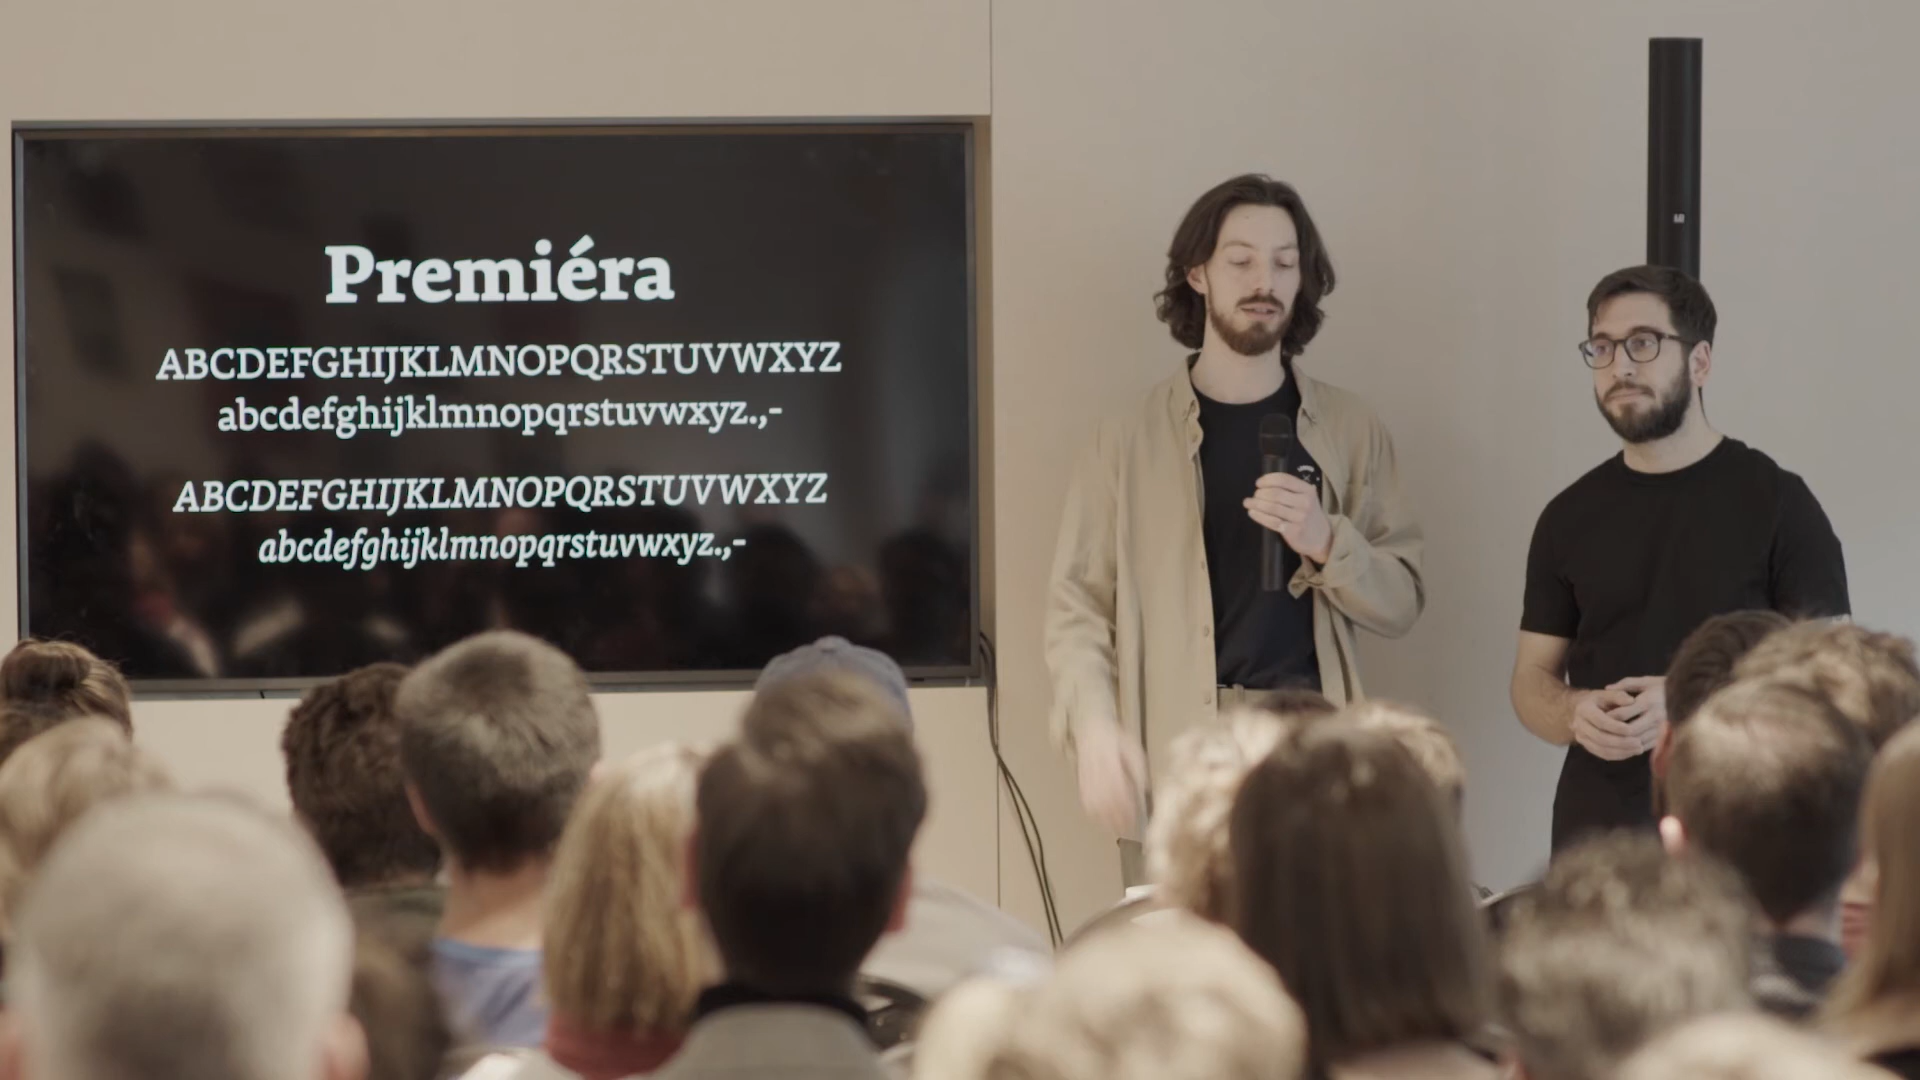 Premiéra
ABCDEFGHIJKLMNOPQRSTUVWXYZ
abcdefghijklmnopqrstuvwxyz.,-
ABCDEFGHIJKLMNOPQRSTUVWXYZ
abcdefghijklmnopqrstuvwxyz.,-